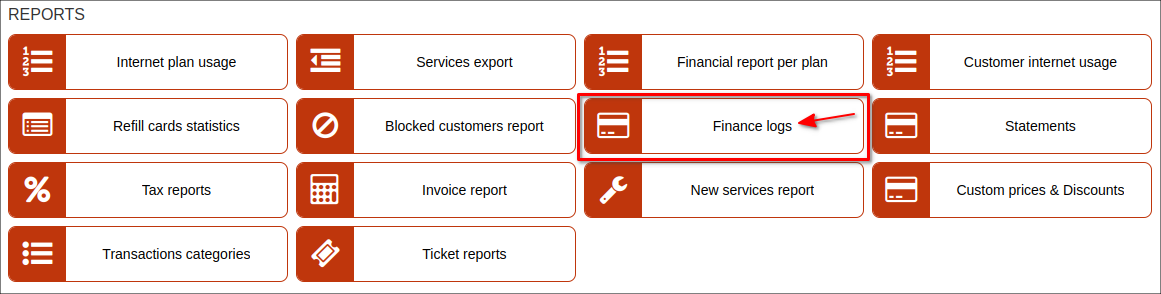 REPORTS
Internet plan usage
Services export
Financial report per plan
Customer internet usage
Refill cards statistics
Blocked customers report
Finance logs
Statements
Tax reports
Invoice report
New services report
Custom prices & Discounts
Transactions categories
Ticket reports